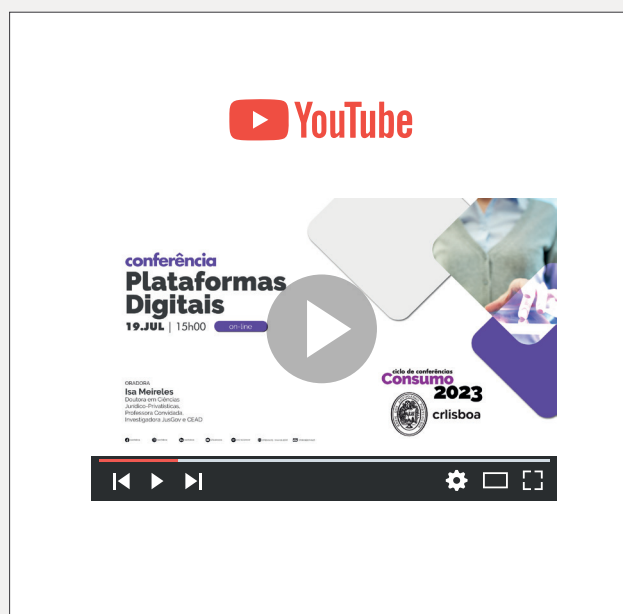 YouTube
conferência
Plataformas
Digitais
19.JUL | 15h00 on-line
ORADORA
Isa Meireles
Doutora em Ciências
Jurídico-Privatísticas,
Professora Convidada,
Investigadora JusGov e CEAD
ciclo de conferências
Consumo
2023
crlisboa